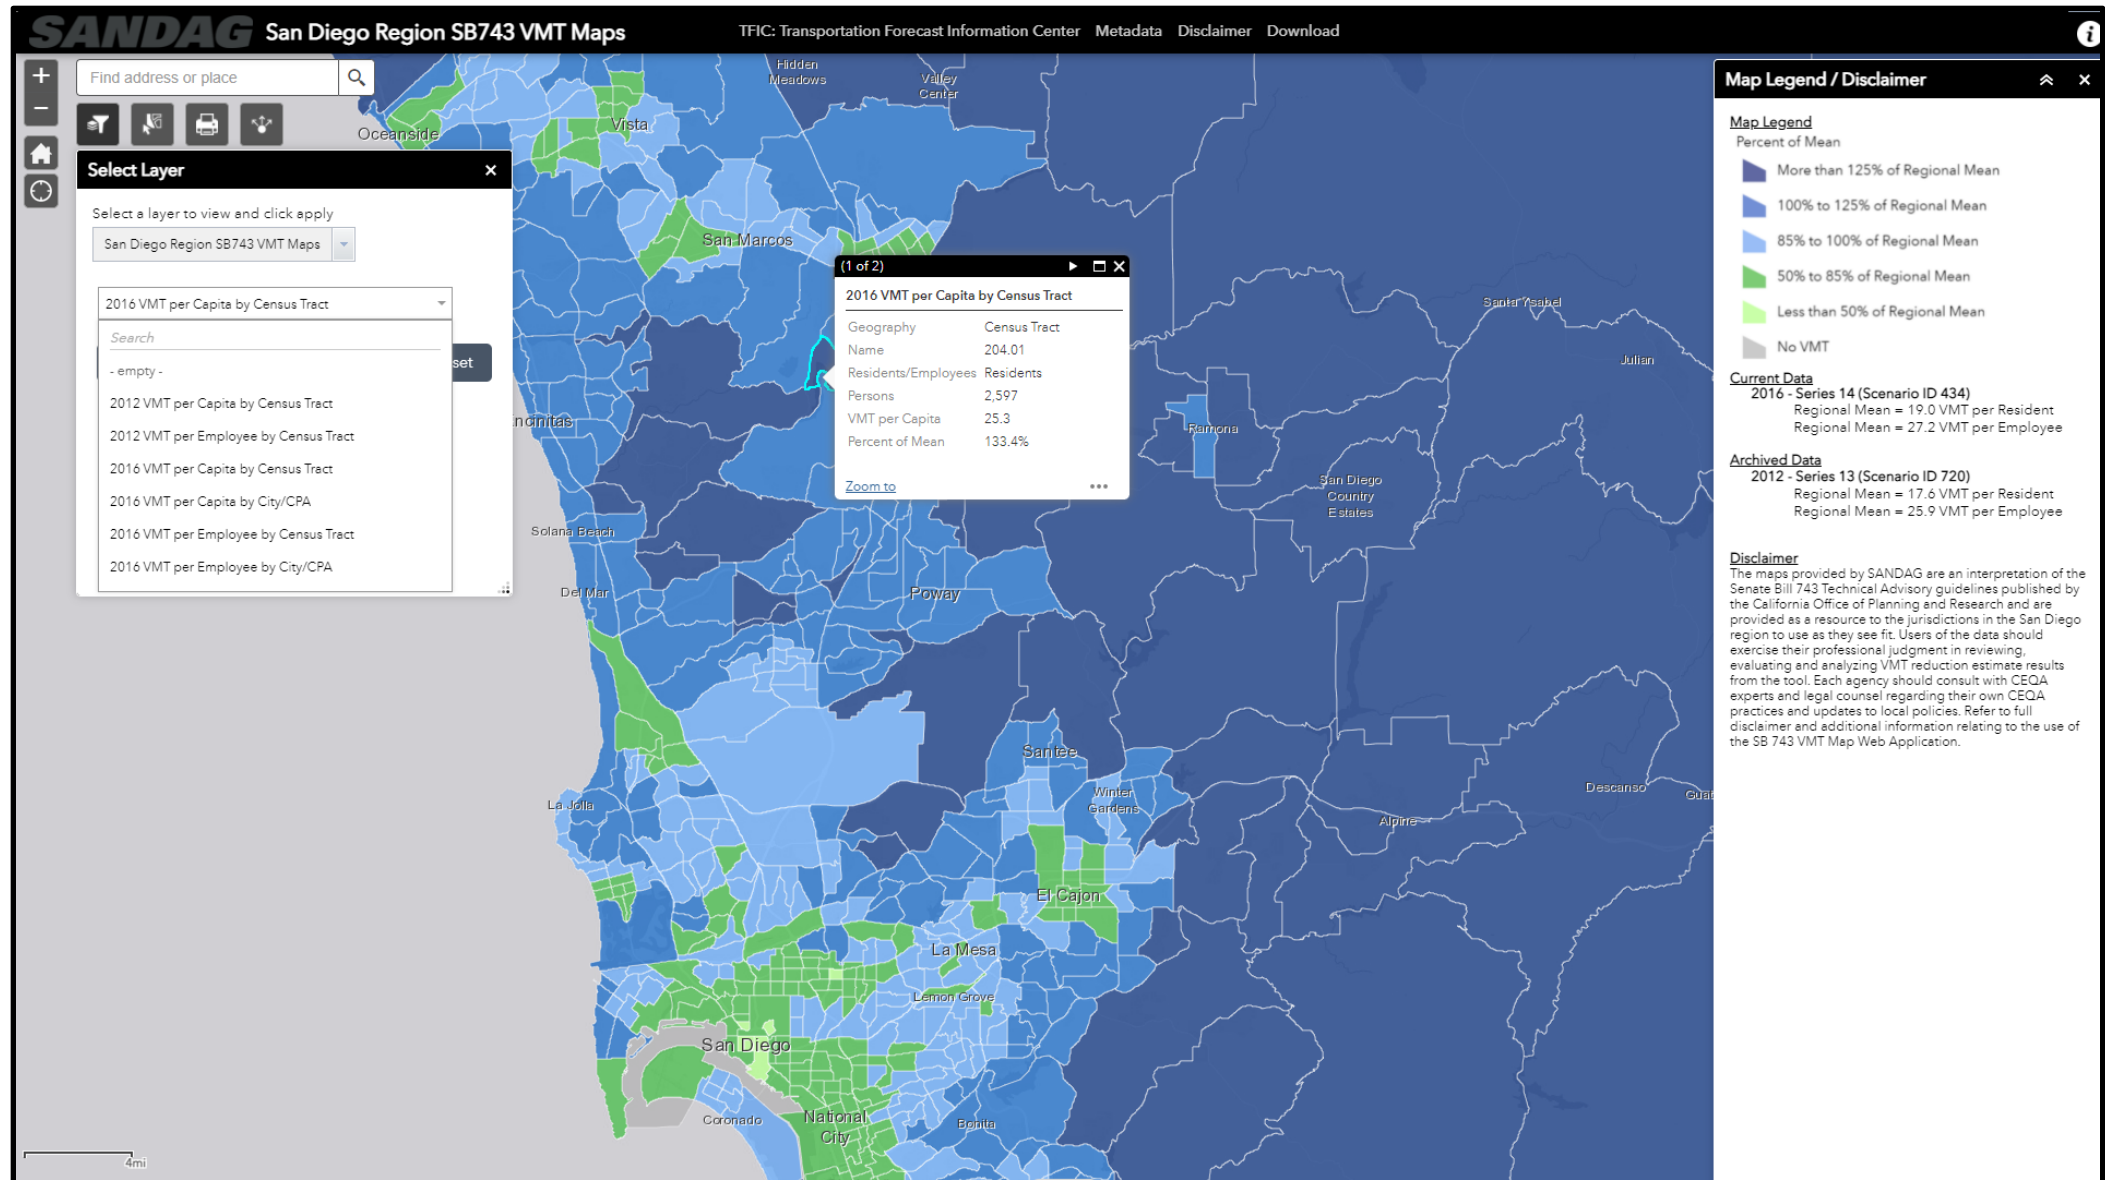 SANDAG San Diego Region SB743 VMT Maps
TFIC: Transportation Forecast Information Center Metadata Disclaimer Download
i
+
−
Find address or place
Select Layer
Select a layer to view and click apply
San Diego Region SB743 VMT Maps
2016 VMT per Capita by Census Tract
Search
- empty -
2012 VMT per Capita by Census Tract
2012 VMT per Employee by Census Tract
2016 VMT per Capita by Census Tract
2016 VMT per Capita by City/CPA
2016 VMT per Employee by Census Tract
2016 VMT per Employee by City/CPA
set
(1 of 2)
2016 VMT per Capita by Census Tract
Geography Census Tract
Name 204.01
Residents/Employees Residents
Persons 2,597
VMT per Capita 25.3
Percent of Mean 133.4%
Zoom to
Hidden
Meadows
Valley
Center
Oceanside
Vista
San Marcos
Santa Ysabel
Julian
ncinitas
Ramona
San Diego
Country
Estates
Solana Beach
Del Mar
Poway
Santee
Winter
Gardens
La Jolla
Descanso
Guat
Alpine
El Cajon
La Mesa
Lemon Grove
San Diego
Coronado
National
City
Bonita
4mi
Map Legend / Disclaimer
Map Legend
Percent of Mean
More than 125% of Regional Mean
100% to 125% of Regional Mean
85% to 100% of Regional Mean
50% to 85% of Regional Mean
Less than 50% of Regional Mean
No VMT
Current Data
2016 - Series 14 (Scenario ID 434)
Regional Mean = 19.0 VMT per Resident
Regional Mean = 27.2 VMT per Employee
Archived Data
2012 - Series 13 (Scenario ID 720)
Regional Mean = 17.6 VMT per Resident
Regional Mean = 25.9 VMT per Employee
Disclaimer
The maps provided by SANDAG are an interpretation of the
Senate Bill 743 Technical Advisory guidelines published by
the California Office of Planning and Research and are
provided as a resource to the jurisdictions in the San Diego
region to use as they see fit. Users of the data should
exercise their professional judgment in reviewing,
evaluating and analyzing VMT reduction estimate results
from the tool. Each agency should consult with CEQA
experts and legal counsel regarding their own CEQA
practices and updates to local policies. Refer to full
disclaimer and additional information relating to the use of
the SB 743 VMT Map Web Application.